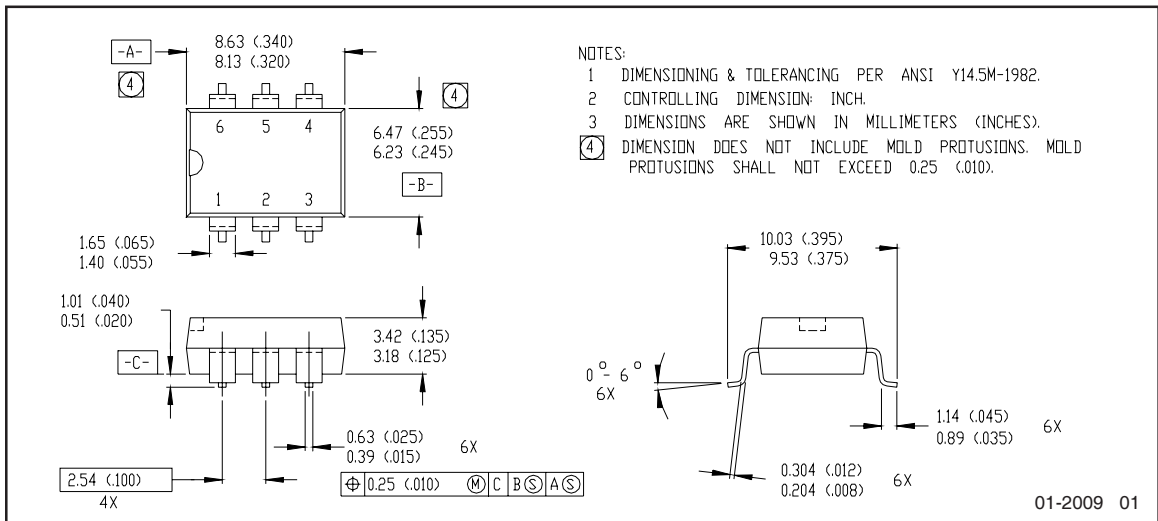 -A-
8.63 (.340)
8.13 (.320)
4
4
6 5 4
1 2 3
6.47 (.255)
6.23 (.245)
-B-
1.65 (.065)
1.40 (.055)
NOTES:
1 DIMENSIONING & TOLERANCING PER ANSI Y14.5M-1982.
2 CONTROLLING DIMENSION: INCH.
3 DIMENSIONS ARE SHOWN IN MILLIMETERS (INCHES).
4 DIMENSION DOES NOT INCLUDE MOLD PROTUSIONS. MOLD
PROTUSIONS SHALL NOT EXCEED 0.25 (.010).
1.01 (.040)
0.51 (.020)
-C-
3.42 (.135)
3.18 (.125)
0.63 (.025)
0.39 (.015)
6X
2.54 (.100)
4X
⌖ 0.25 (.010) Ⓜ C B Ⓢ A Ⓢ
10.03 (.395)
9.53 (.375)
0° - 6°
6X
1.14 (.045)
0.89 (.035)
6X
0.304 (.012)
0.204 (.008)
6X
01-2009 01